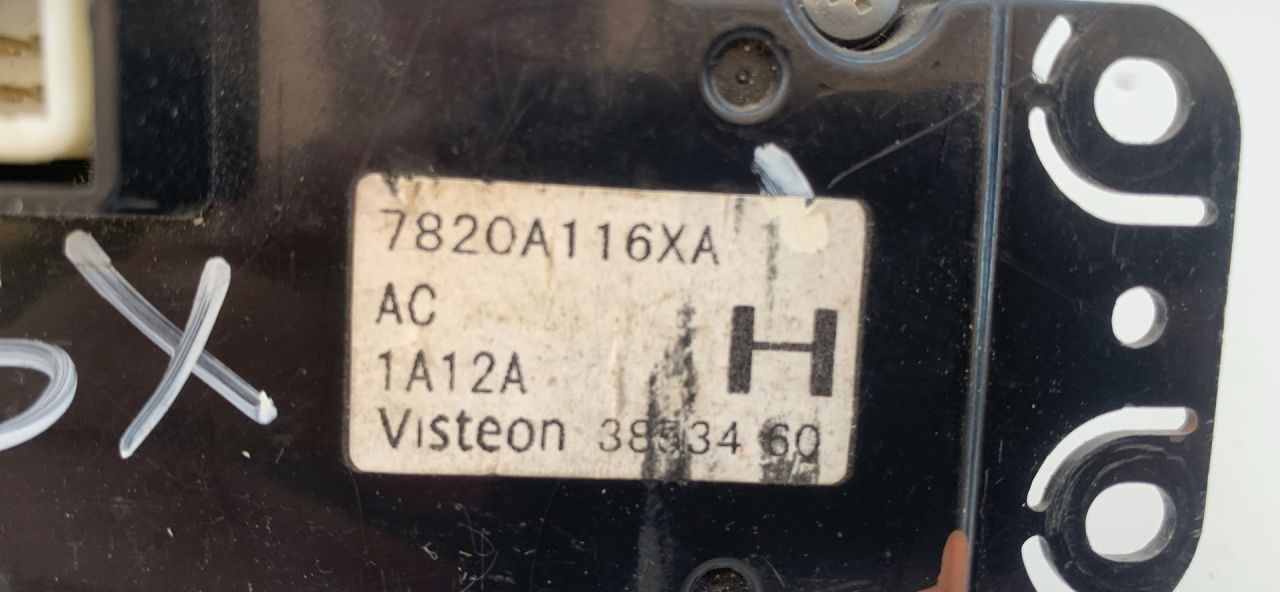 7820A116XA
AC
1A12A
H
Visteon
X